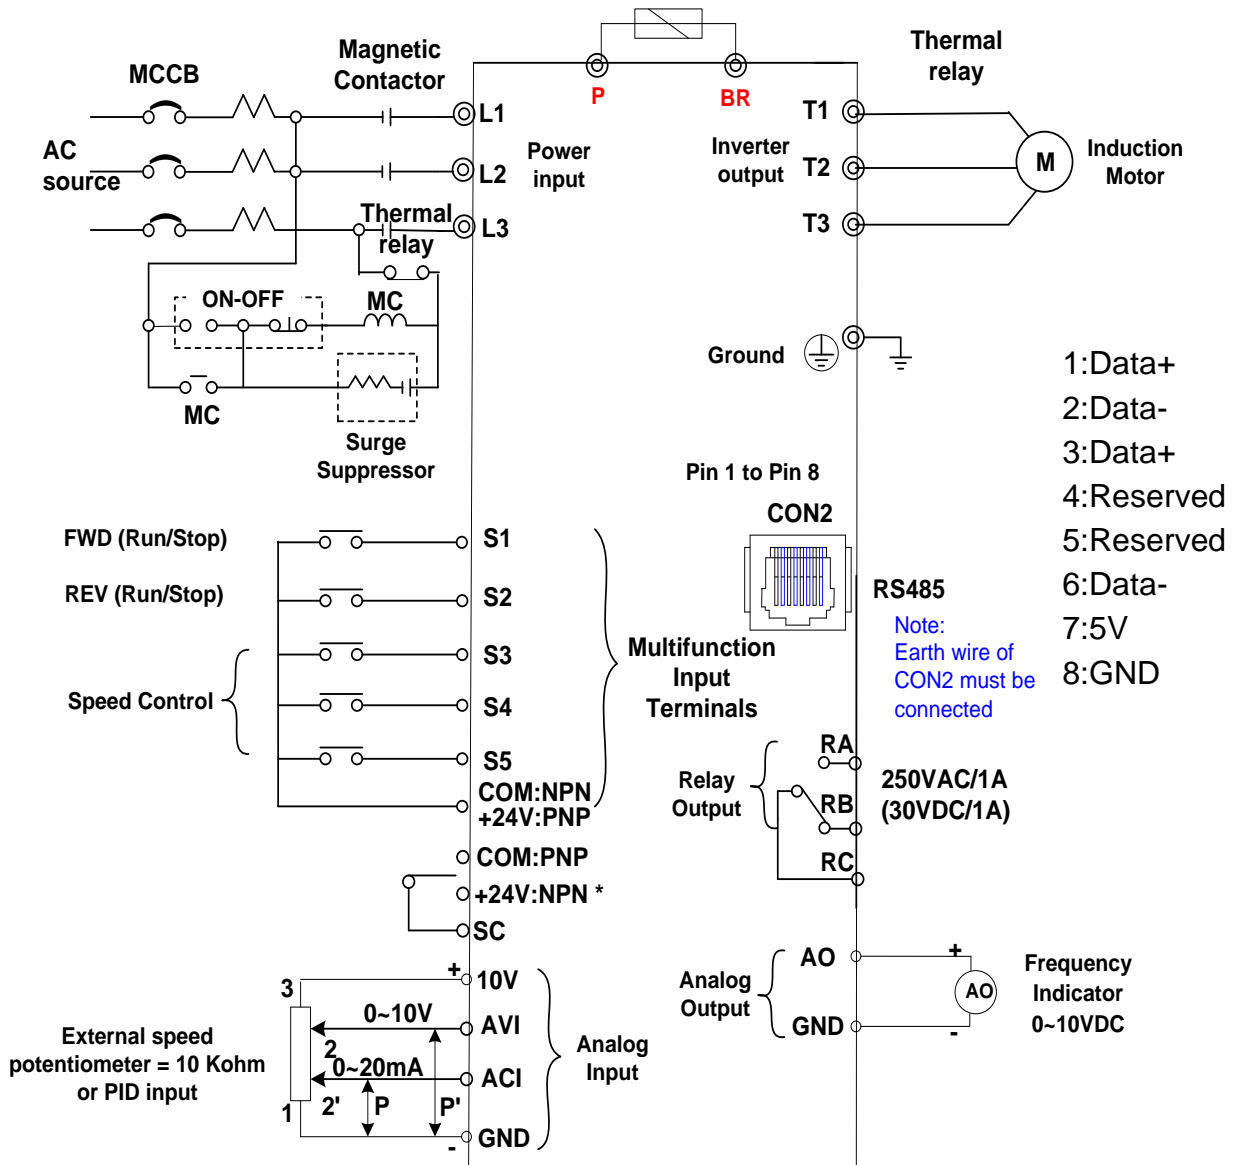 MCCB
Magnetic
Contactor
AC
source
L1
L2
L3
Power
input
Thermal
relay
ON-OFF
MC
MC
Surge
Suppressor
P
BR
Thermal
relay
T1
T2
T3
Inverter
output
M
Induction
Motor
Ground
Pin 1 to Pin 8
CON2
RS485
Note:
Earth wire of
CON2 must be
connected
1:Data+
2:Data-
3:Data+
4:Reserved
5:Reserved
6:Data-
7:5V
8:GND
FWD (Run/Stop)
REV (Run/Stop)
Speed Control
S1
S2
S3
S4
S5
COM:NPN
+24V:PNP
COM:PNP
+24V:NPN *
SC
Multifunction
Input
Terminals
Relay
Output
RA
RB
RC
250VAC/1A
(30VDC/1A)
External speed
potentiometer = 10 Kohm
or PID input
3
2
2'
1
0~10V
0~20mA
P
P'
+
-
10V
AVI
ACI
GND
Analog
Input
Analog
Output
AO
GND
+
-
AO
Frequency
Indicator
0~10VDC